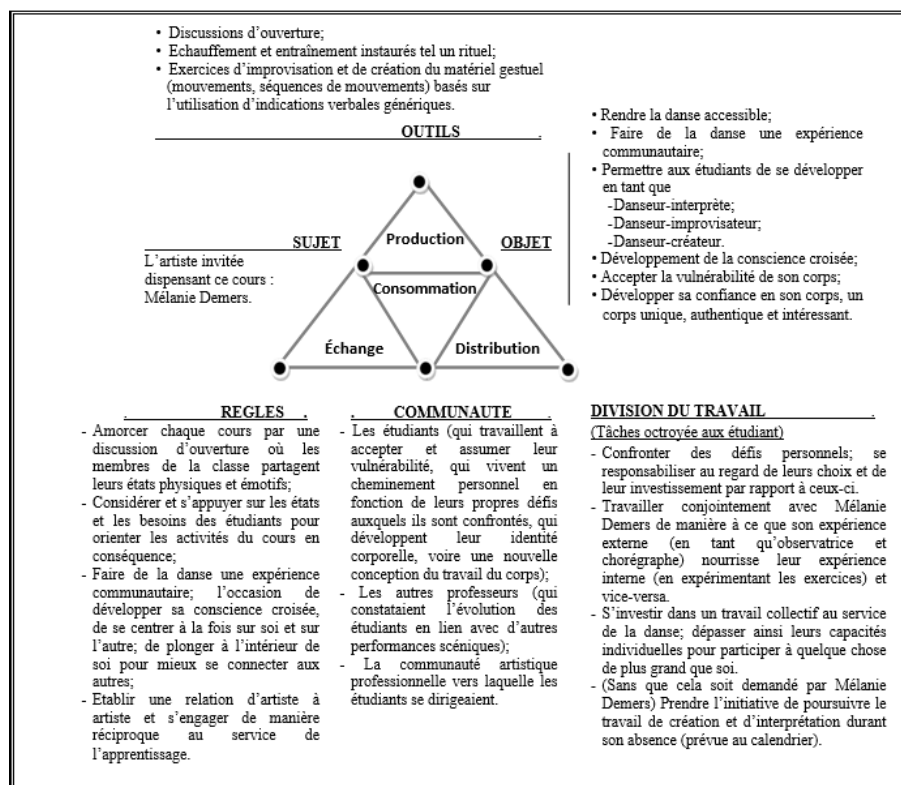 • Discussions d'ouverture;
• Echauffement et entraînement instaurés tel un rituel;
• Exercices d'improvisation et de création du matériel gestuel
(mouvements, séquences de mouvements) basés sur
l'utilisation d'indications verbales génériques.
OUTILS .
• Rendre la danse accessible;
• Faire de la danse une expérience
communautaire;
• Permettre aux étudiants de se développer
en tant que
-Danseur-interprète;
-Danseur-improvisateur;
-Danseur-créateur.
• Développement de la conscience croisée;
• Accepter la vulnérabilité de son corps;
• Développer sa confiance en son corps, un
corps unique, authentique et intéressant.
SUJET
L'artiste invitée
dispensant ce cours :
Mélanie Demers.
OBJET
Production
Consommation
Échange
Distribution
. REGLES .
- Amorcer chaque cours par une
discussion d'ouverture où les
membres de la classe partagent
leurs états physiques et émotifs;
- Considérer et s'appuyer sur les états
et les besoins des étudiants pour
orienter les activités du cours en
conséquence;
- Faire de la danse une expérience
communautaire; l'occasion de
développer sa conscience croisée,
de se centrer à la fois sur soi et sur
l'autre; de plonger à l'intérieur de
soi pour mieux se connecter aux
autres;
- Etablir une relation d'artiste à
artiste et s'engager de manière
réciproque au service de
l'apprentissage.
. COMMUNAUTE .
- Les étudiants (qui travaillent à
accepter et assumer leur
vulnérabilité, qui vivent un
cheminement personnel en
fonction de leurs propres défis
auxquels ils sont confrontés, qui
développent leur identité
corporelle, voire une nouvelle
conception du travail du corps);
- Les autres professeurs (qui
constataient l'évolution des
étudiants en lien avec d'autres
performances scéniques);
- La communauté artistique
professionnelle vers laquelle les
étudiants se dirigeaient.
DIVISION DU TRAVAIL .
(Tâches octroyée aux étudiant)
- Confronter des défis personnels; se
responsabiliser au regard de leurs choix et de
leur investissement par rapport à ceux-ci.
- Travailler conjointement avec Mélanie
Demers de manière à ce que son expérience
externe (en tant qu'observatrice et
chorégraphe) nourrisse leur expérience
interne (en expérimentant les exercices) et
vice-versa.
- S'investir dans un travail collectif au service
de la danse; dépasser ainsi leurs capacités
individuelles pour participer à quelque chose
de plus grand que soi.
- (Sans que cela soit demandé par Mélanie
Demers) Prendre l'initiative de poursuivre le
travail de création et d'interprétation durant
son absence (prévue au calendrier).